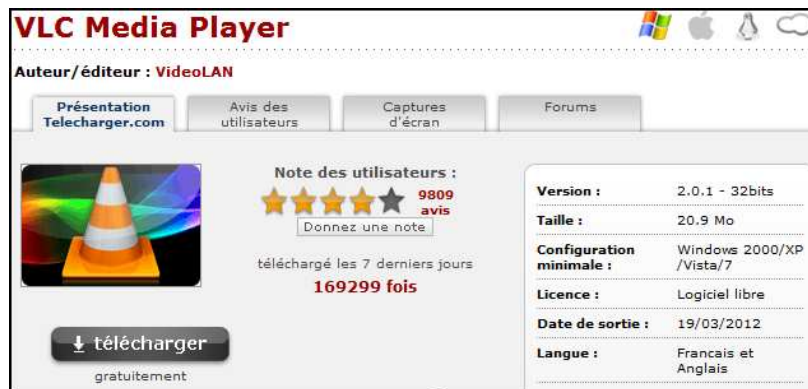 VLC Media Player
Auteur/éditeur : VideoLAN
Présentation
Telecharger.com
Avis des
utilisateurs
Captures
d'écran
Forums
Note des utilisateurs :
9809
avis
Donnez une note
téléchargé les 7 derniers jours
169299 fois
télécharger
gratuitement
Version : 2.0.1 - 32bits
Taille : 20.9 Mo
Configuration
minimale : Windows 2000/XP
/Vista/7
Licence : Logiciel libre
Date de sortie : 19/03/2012
Langue : Francais et
Anglais